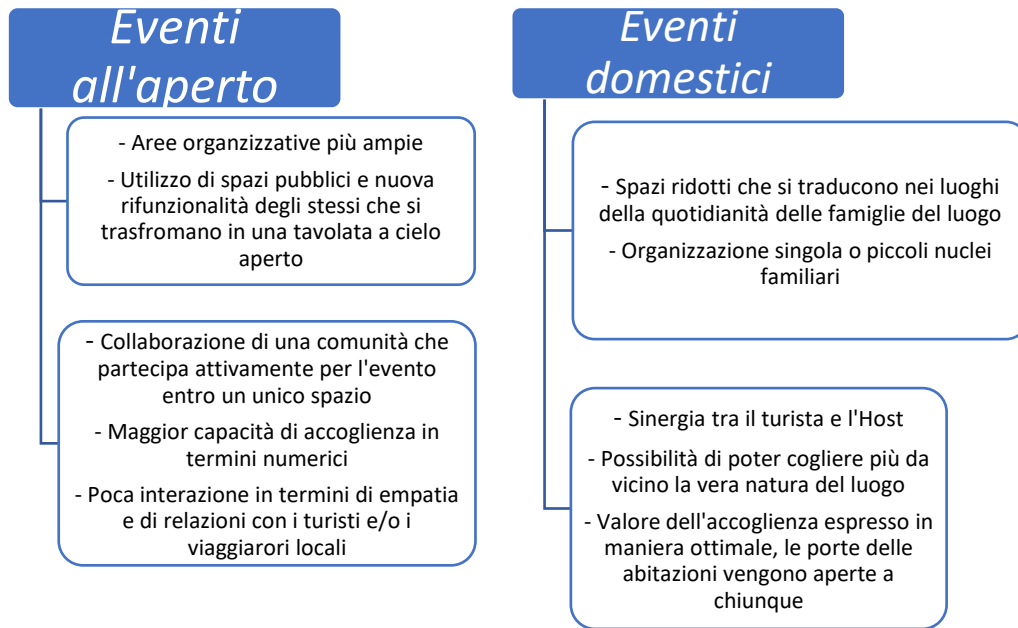 Eventi
all'aperto
- Aree organzizzative più ampie
- Utilizzo di spazi pubblici e nuova
rifunzionalità degli stessi che si
trasfromano in una tavolata a cielo
aperto
- Collaborazione di una comunità che
partecipa attivamente per l'evento
entro un unico spazio
- Maggior capacità di accoglienza in
termini numerici
- Poca interazione in termini di empatia
e di relazioni con i turisti e/o i
viaggiarori locali
Eventi
domestici
- Spazi ridotti che si traducono nei luoghi
della quotidianità delle famiglie del luogo
- Organizzazione singola o piccoli nuclei
familiari
- Sinergia tra il turista e l'Host
- Possibilità di poter cogliere più da
vicino la vera natura del luogo
- Valore dell'accoglienza espresso in
maniera ottimale, le porte delle
abitazioni vengono aperte a
chiunque